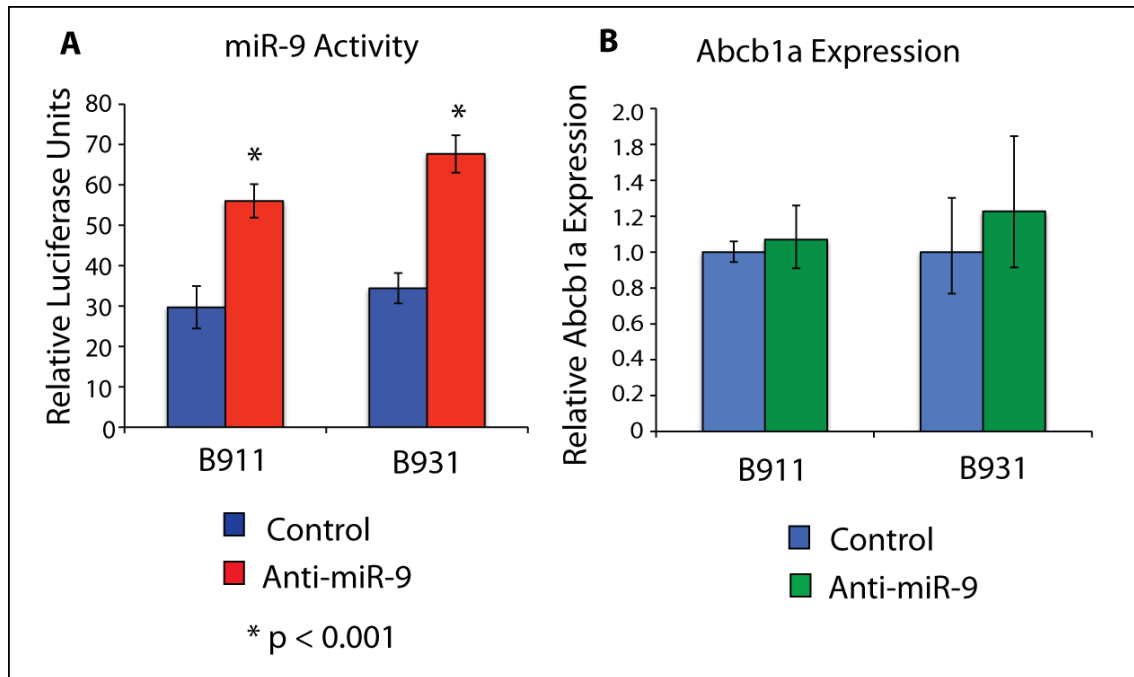 A miR-9 Activity
Relative Luciferase Units
80
70
60
50
40
30
20
10
0
*
*
B911 B931
Control
Anti-miR-9
* p < 0.001
B Abcb1a Expression
Relative Abcb1a Expression
2.0
1.8
1.4
1.2
1.0
0.8
0.6
0.4
0.2
0
B911 B931
Control
Anti-miR-9